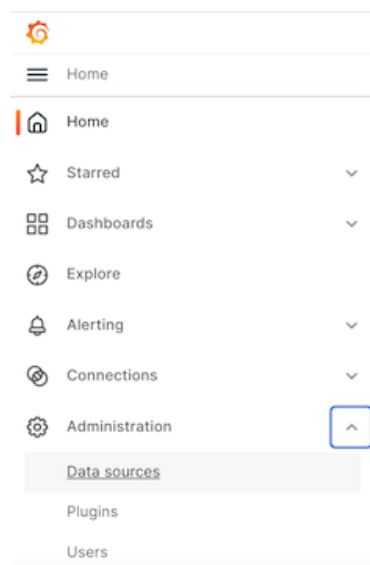 Home
Home
Starred
Dashboards
Explore
Alerting
Connections
Administration
Data sources
Plugins
Users